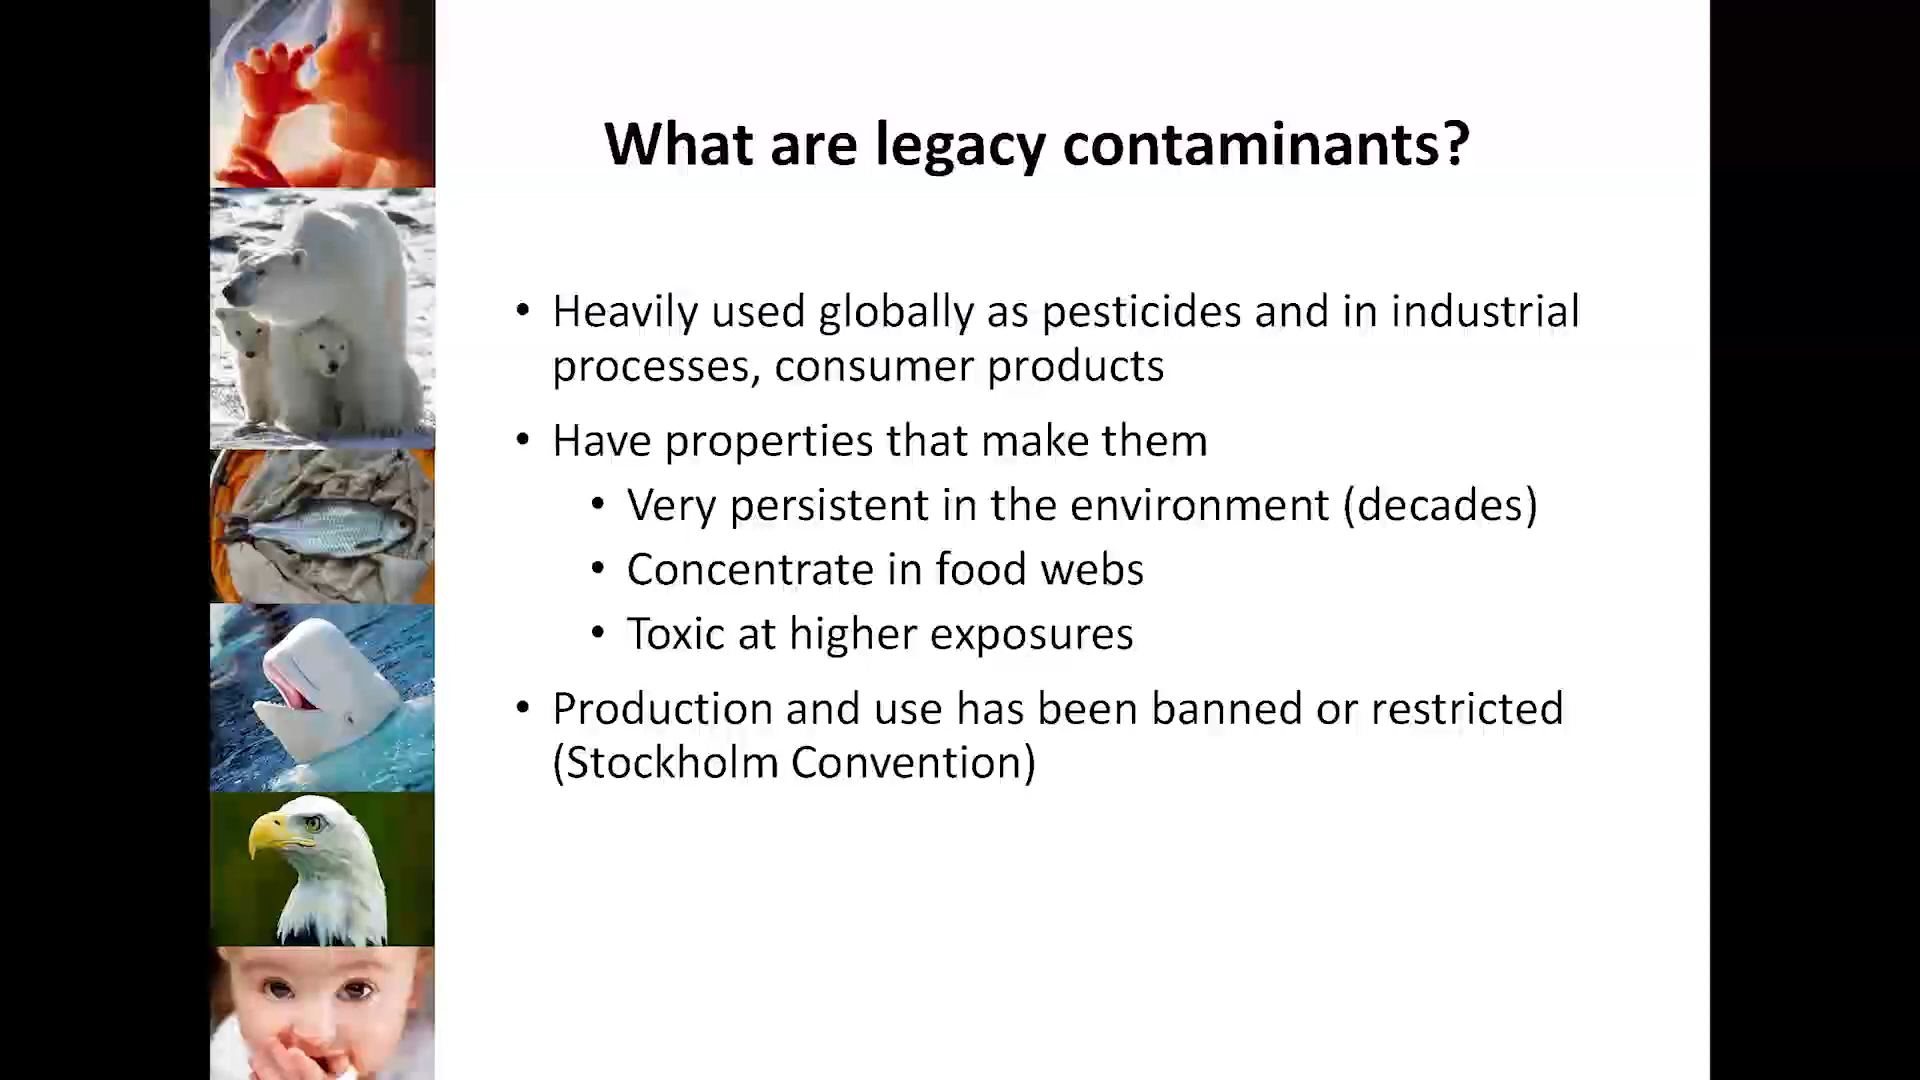 What are legacy contaminants?
• Heavily used globally as pesticides and in industrial
processes, consumer products
• Have properties that make them
• Very persistent in the environment (decades)
• Concentrate in food webs
• Toxic at higher exposures
• Production and use has been banned or restricted
(Stockholm Convention)